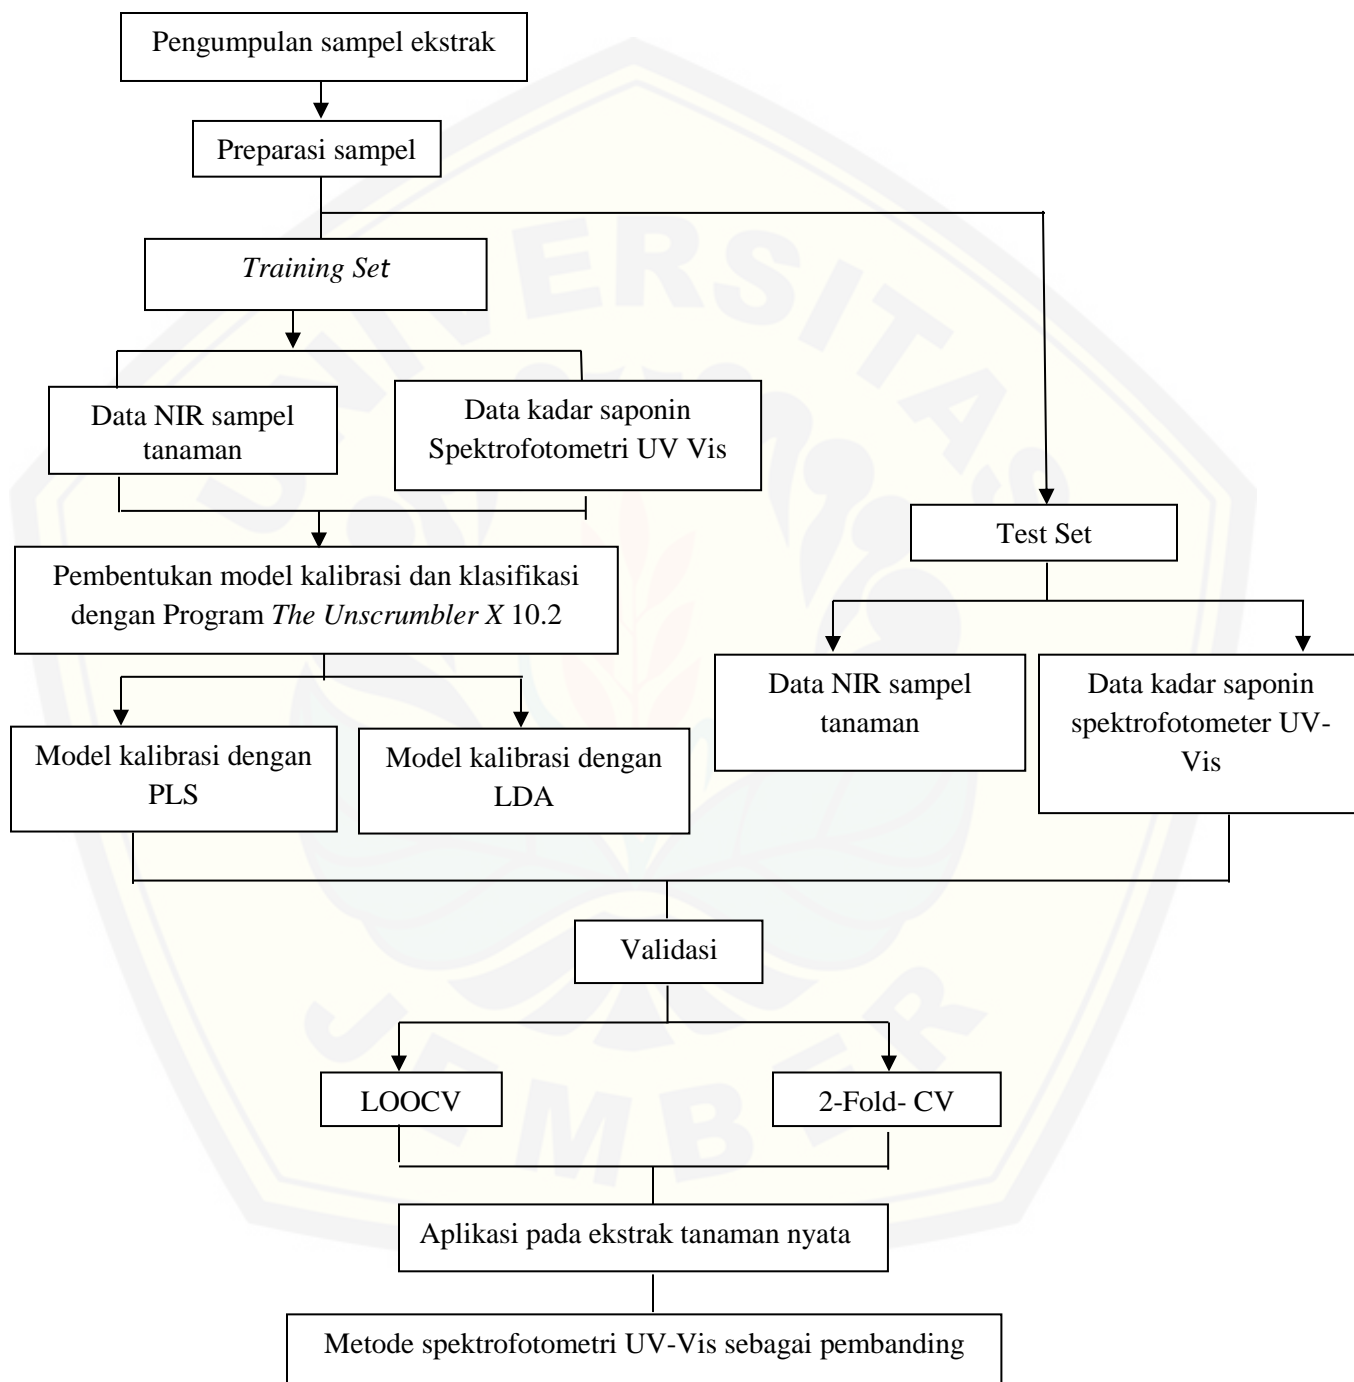 Pengumpulan sampel ekstrak
Preparasi sampel
Training Set
Data NIR sampel
tanaman
Data kadar saponin
Spektrofotometri UV Vis
Test Set
Pembentukan model kalibrasi dan klasifikasi
dengan Program The Unscrumbler X 10.2
Data NIR sampel
tanaman
Data kadar saponin
spektrofotometer UV-
Vis
Model kalibrasi dengan
PLS
Model kalibrasi dengan
LDA
Validasi
LOOCV
2-Fold- CV
Aplikasi pada ekstrak tanaman nyata
Metode spektrofotometri UV-Vis sebagai pembanding
UNIVERSITAS
JEMBER